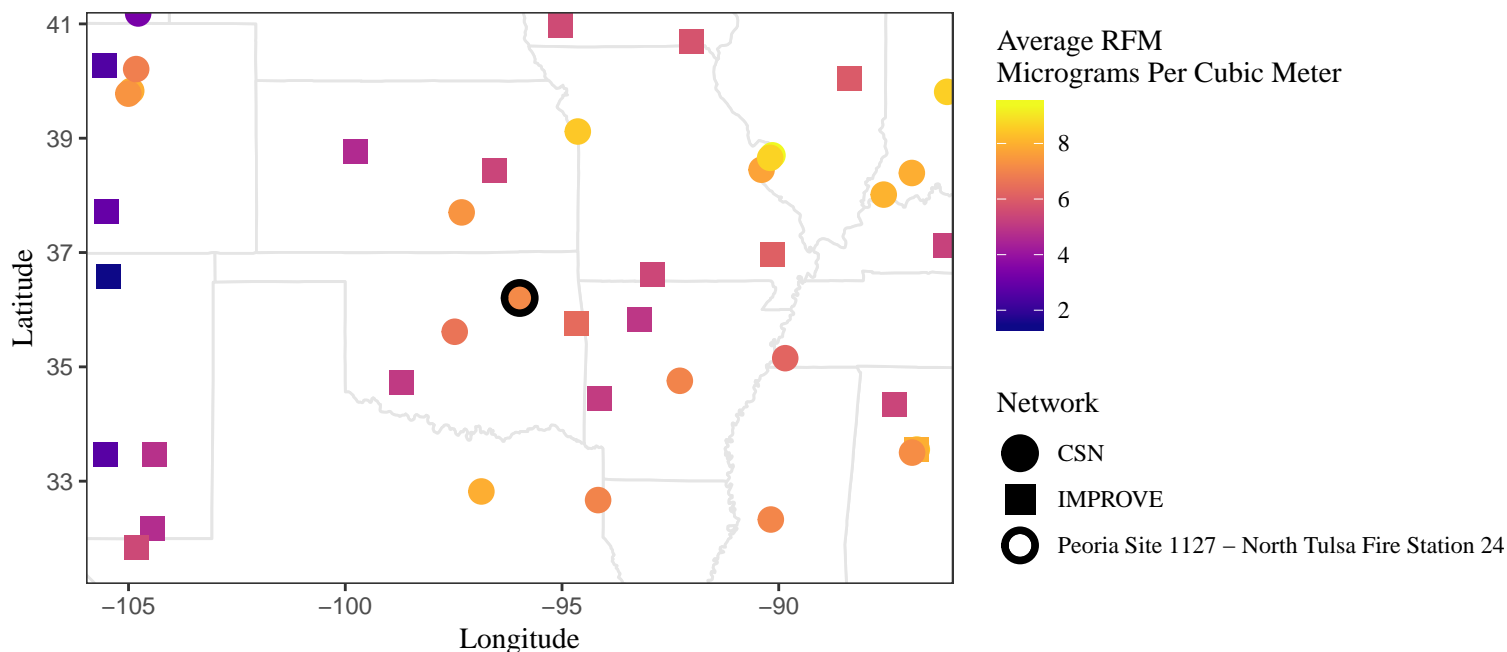 41
39
37
35
33
Latitude
−105
−100
−95
−90
Longitude
Average RFM
Micrograms Per Cubic Meter
8
6
4
2
Network
CSN
IMPROVE
Peoria Site 1127 – North Tulsa Fire Station 24